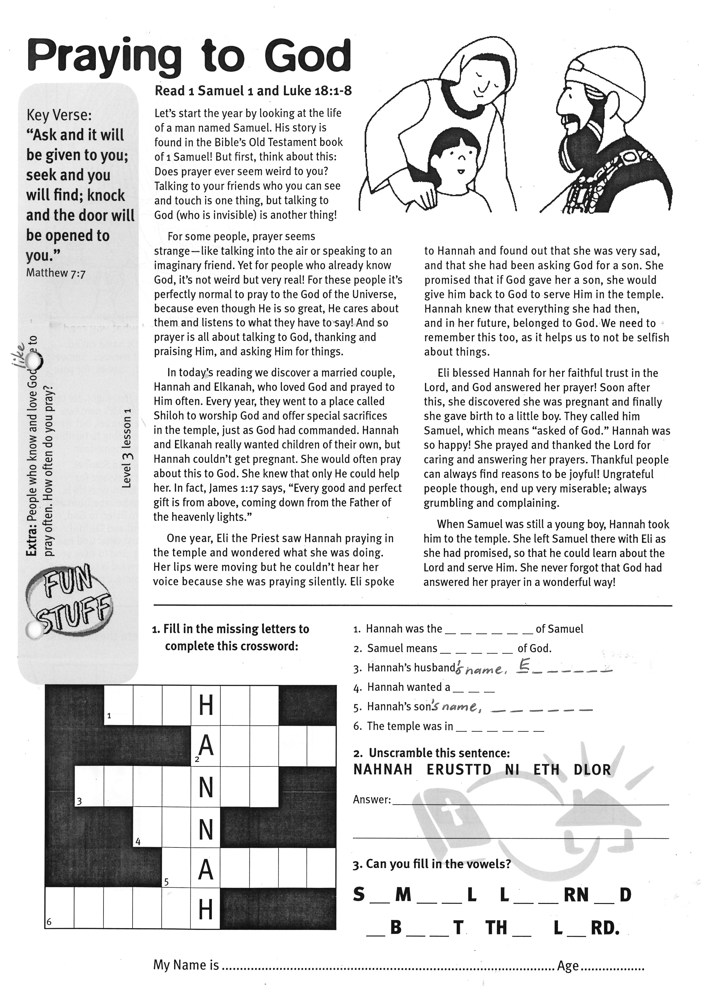 Praying to God
Read 1 Samuel 1 and Luke 18:1-8
Key Verse:
“Ask and it will
be given to you;
seek and you
will find; knock
and the door will
be opened to
you.”
Matthew 7:7
like
Extra: People who know and love God e to
pray often. How often do you pray?
Level 3 lesson 1
FUN
STUFF
Let’s start the year by looking at the life
of a man named Samuel. His story is
found in the Bible’s Old Testament book
of 1 Samuel! But first, think about this:
Does prayer ever seem weird to you?
Talking to your friends who you can see
and touch is one thing, but talking to
God (who is invisible) is another thing!
For some people, prayer seems
strange—like talking into the air or speaking to an
imaginary friend. Yet for people who already know
God, it’s not weird but very real! For these people it’s
perfectly normal to pray to the God of the Universe,
because even though He is so great, He cares about
them and listens to what they have to say! And so
prayer is all about talking to God, thanking and
praising Him, and asking Him for things.
In today’s reading we discover a married couple,
Hannah and Elkanah, who loved God and prayed to
Him often. Every year, they went to a place called
Shiloh to worship God and offer special sacrifices
in the temple, just as God had commanded. Hannah
and Elkanah really wanted children of their own, but
Hannah couldn’t get pregnant. She would often pray
about this to God. She knew that only He could help
her. In fact, James 1:17 says, “Every good and perfect
gift is from above, coming down from the Father of
the heavenly lights.”
One year, Eli the Priest saw Hannah praying in
the temple and wondered what she was doing.
Her lips were moving but he couldn’t hear her
voice because she was praying silently. Eli spoke
to Hannah and found out that she was very sad,
and that she had been asking God for a son. She
promised that if God gave her a son, she would
give him back to God to serve Him in the temple.
Hannah knew that everything she had then,
and in her future, belonged to God. We need to
remember this too, as it helps us to not be selfish
about things.
Eli blessed Hannah for her faithful trust in the
Lord, and God answered her prayer! Soon after
this, she discovered she was pregnant and finally
she gave birth to a little boy. They called him
Samuel, which means “asked of God.” Hannah was
so happy! She prayed and thanked the Lord for
caring and answering her prayers. Thankful people
can always find reasons to be joyful! Ungrateful
people though, end up very miserable; always
grumbling and complaining.
When Samuel was still a young boy, Hannah took
him to the temple. She left Samuel there with Eli as
she had promised, so that he could learn about the
Lord and serve Him. She never forgot that God had
answered her prayer in a wonderful way!
1. Fill in the missing letters to
complete this crossword:
1 H
A 2
3 N
4 N
5 A
6 H
1. Hannah was the _ _ _ _ _ _ of Samuel
2. Samuel means _ _ _ _ _ of God.
3. Hannah’s husband's name. E _ _ _ _ _ _
4. Hannah wanted a _ _ _
5. Hannah’s son's name, _ _ _ _ _ _
6. The temple was in _ _ _ _ _ _
2. Unscramble this sentence:
NAHNAH ERUSTTD NI ETH DLOR
Answer:
3. Can you fill in the vowels?
S _ M _ _ L L _ _ RN _ D
_ B _ _ T TH _ L _ RD.
My Name is ........................ Age..................